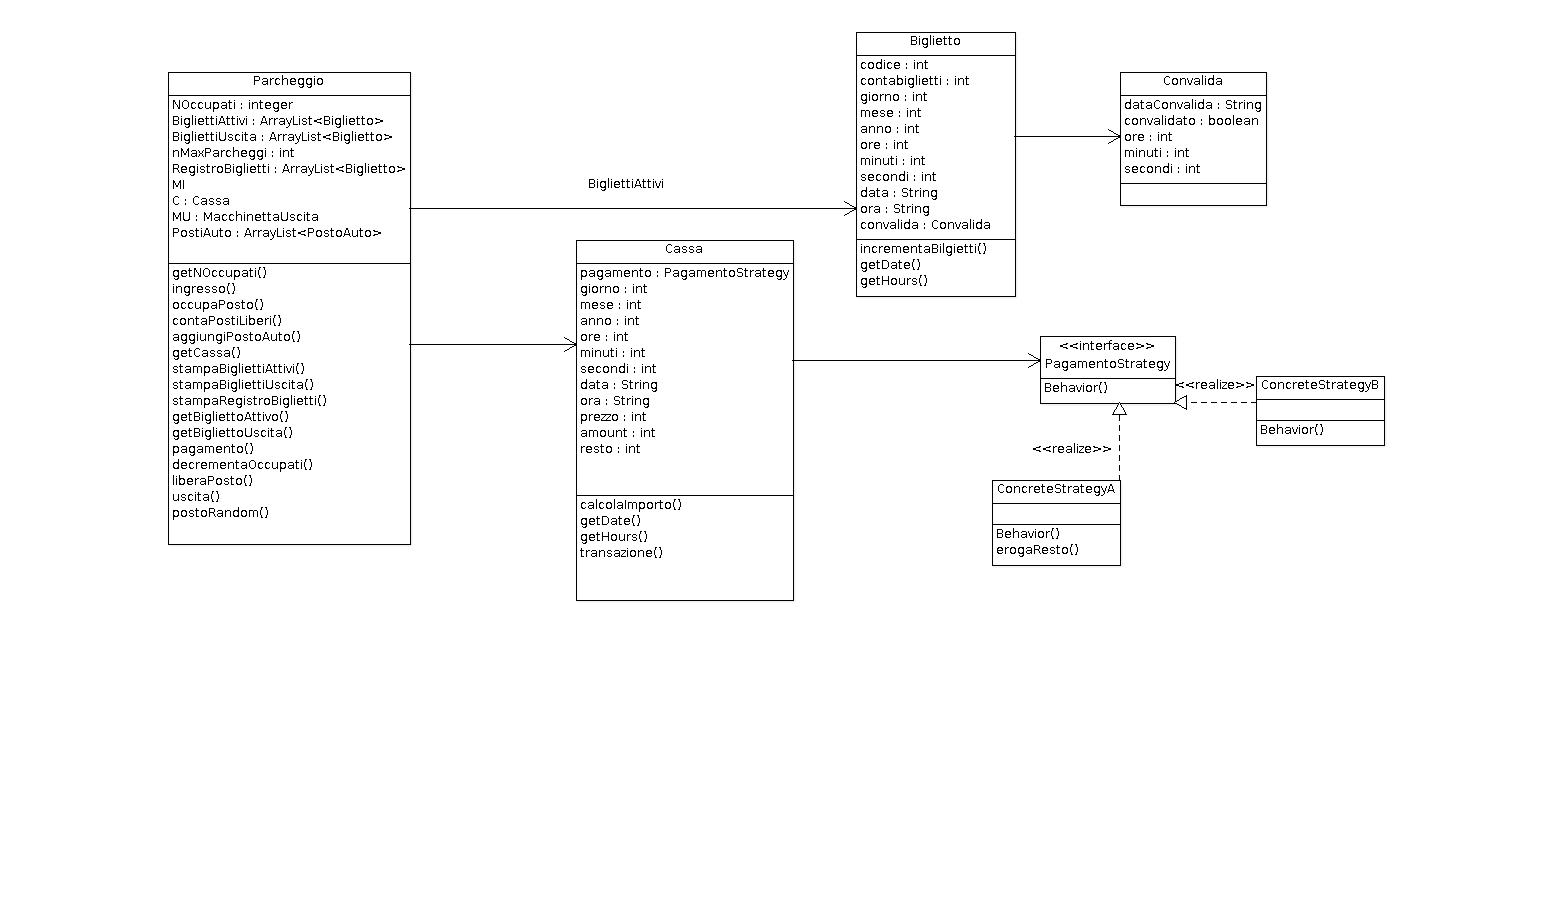 Parcheggio
NOccupati : integer
BigliettiAttivi : ArrayList<Biglietto>
BigliettiUscita : ArrayList<Biglietto>
nMaxParcheggi : int
RegistroBiglietti : ArrayList<Biglietto>
MI
C : Cassa
MU : MacchinettaUscita
PostiAuto : ArrayList<PostoAuto>
getNOccupati()
ingresso()
occupaPosto()
contaPostiLiberi()
aggiungiPostoAuto()
getCassa()
stampaBigliettiAttivi()
stampaBigliettiUscita()
stampaRegistroBiglietti()
getBigliettoAttivo()
getBigliettoUscita()
pagamento()
decrementaOccupati()
liberaPosto()
uscita()
postoRandom()
BigliettiAttivi
Cassa
pagamento : PagamentoStrategy
giorno : int
mese : int
anno : int
ore : int
minuti : int
secondi : int
data : String
ora : String
prezzo : int
amount : int
resto : int
calcolaImporto()
getDate()
getHours()
transazione()
Biglietto
codice : int
contabiglietti : int
giorno : int
mese : int
anno : int
ore : int
minuti : int
secondi : int
data : String
ora : String
convalida : Convalida
incrementaBilgietti()
getDate()
getHours()
Convalida
dataConvalida : String
convalidato : boolean
ore : int
minuti : int
secondi : int
<<interface>>
PagamentoStrategy
Behavior()
<<realize>>
ConcreteStrategyB
Behavior()
<<realize>>
ConcreteStrategyA
Behavior()
erogaResto()